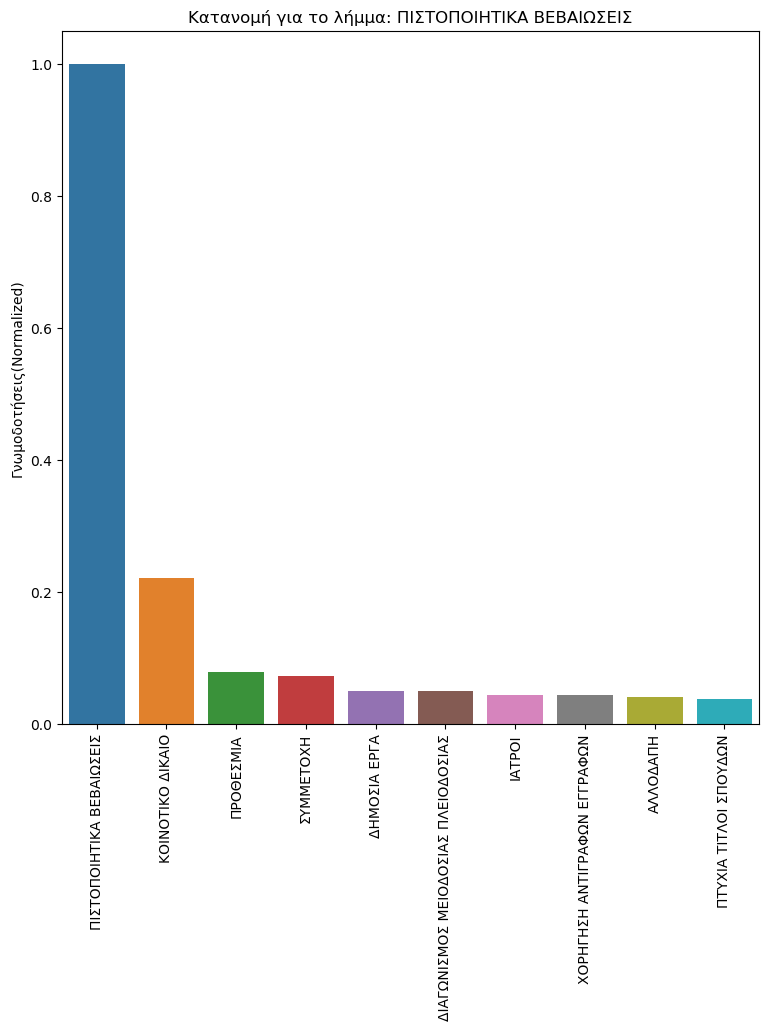 Κατανομή για το λήμμα: ΠΙΣΤΟΠΟΙΗΤΙΚΑ ΒΕΒΑΙΩΣΕΙΣ
Γνωμοδοτήσεις(Normalized)
1.0
0.8
0.6
0.4
0.2
0.0
ΠΙΣΤΟΠΟΙΗΤΙΚΑ ΒΕΒΑΙΩΣΕΙΣ
ΚΟΙΝΟΤΙΚΟ ΔΙΚΑΙΟ
ΠΡΟΘΕΣΜΙΑ
ΣΥΜΜΕΤΟΧΗ
ΔΗΜΟΣΙΑ ΕΡΓΑ
ΔΙΑΓΩΝΙΣΜΟΣ ΜΕΙΟΔΟΣΙΑΣ ΠΛΕΙΟΔΟΣΙΑΣ
ΙΑΤΡΟΙ
ΧΟΡΗΓΗΣΗ ΑΝΤΙΓΡΑΦΩΝ ΕΓΓΡΑΦΩΝ
ΑΛΛΟΔΑΠΗ
ΠΤΥΧΙΑ ΤΙΤΛΟΙ ΣΠΟΥΔΩΝ